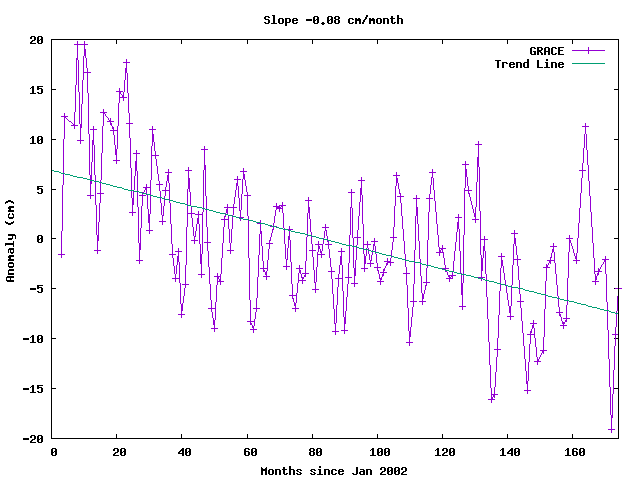 Slope -0.08 cm/month
20
15
10
5
0
-5
-10
-15
-20
Anomaly (cm)
GRACE
Trend Line
0 20 40 60 80 100 120 140 160
Months since Jan 2002